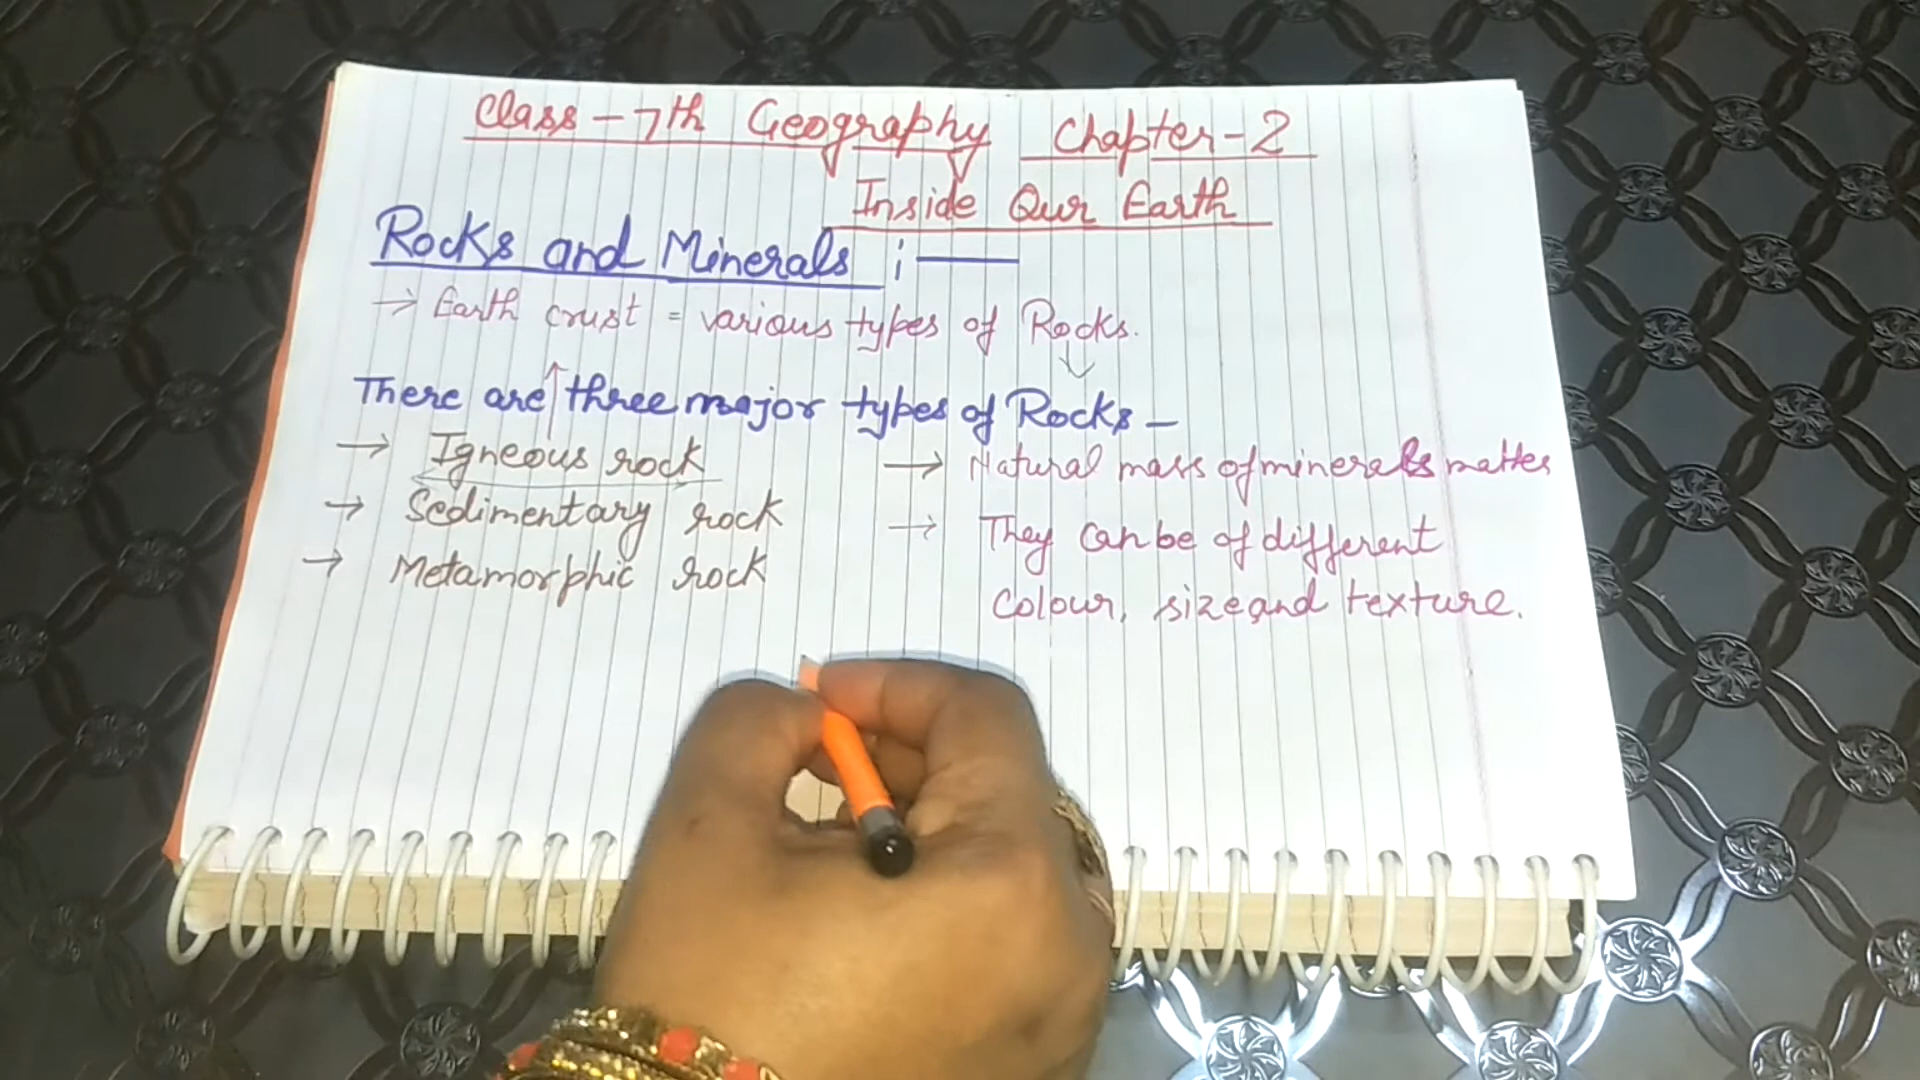 Class - 7th Geography Chapter - 2
Inside Our Earth
Rocks and Minerals :—
→ Earth crust = various types of Rocks.
There are three major types of Rocks -
→ Igneous rock
→ Sedimentary rock
→ Metamorphic rock
→ Natural mass of minerals matter
→ They can be of different
colour, size and texture.